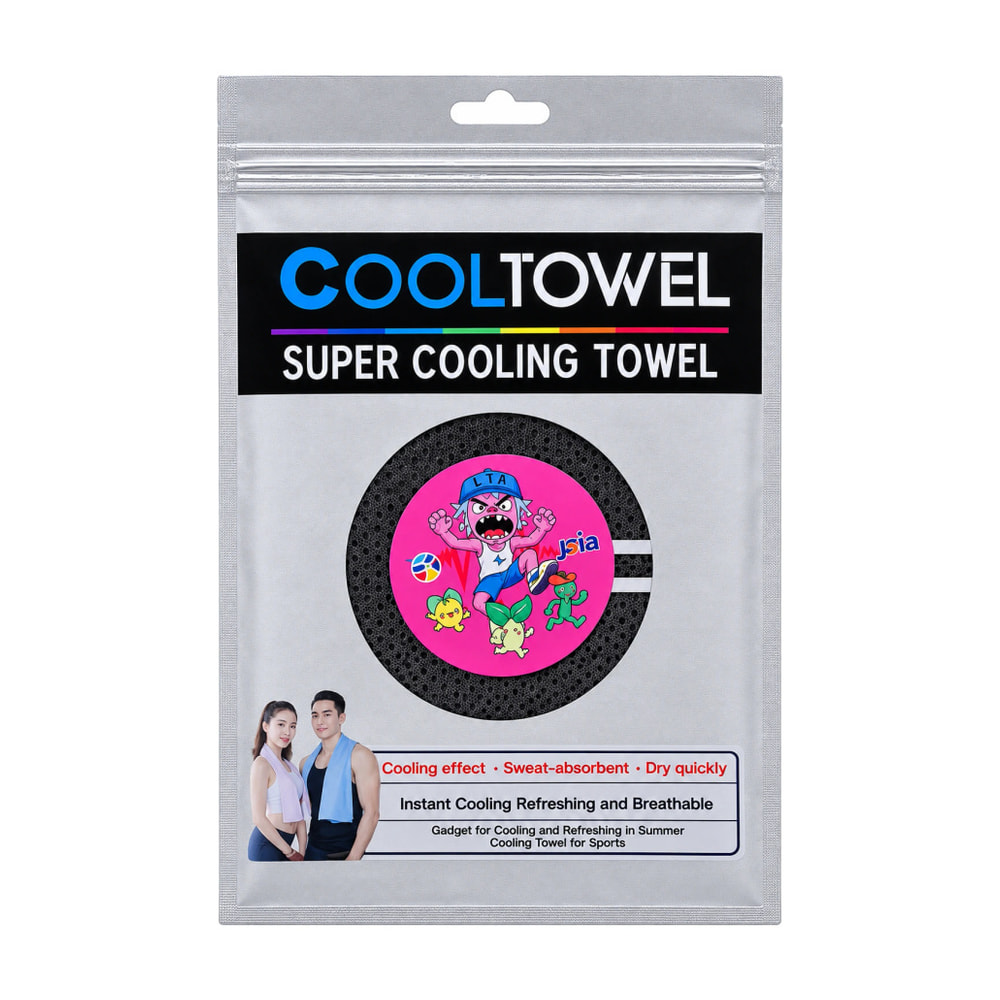 COOLTOWEL
SUPER COOLING TOWEL
LTA
Jsia
Cooling effect · Sweat-absorbent · Dry quickly
Instant Cooling Refreshing and Breathable
Gadget for Cooling and Refreshing in Summer
Cooling Towel for Sports